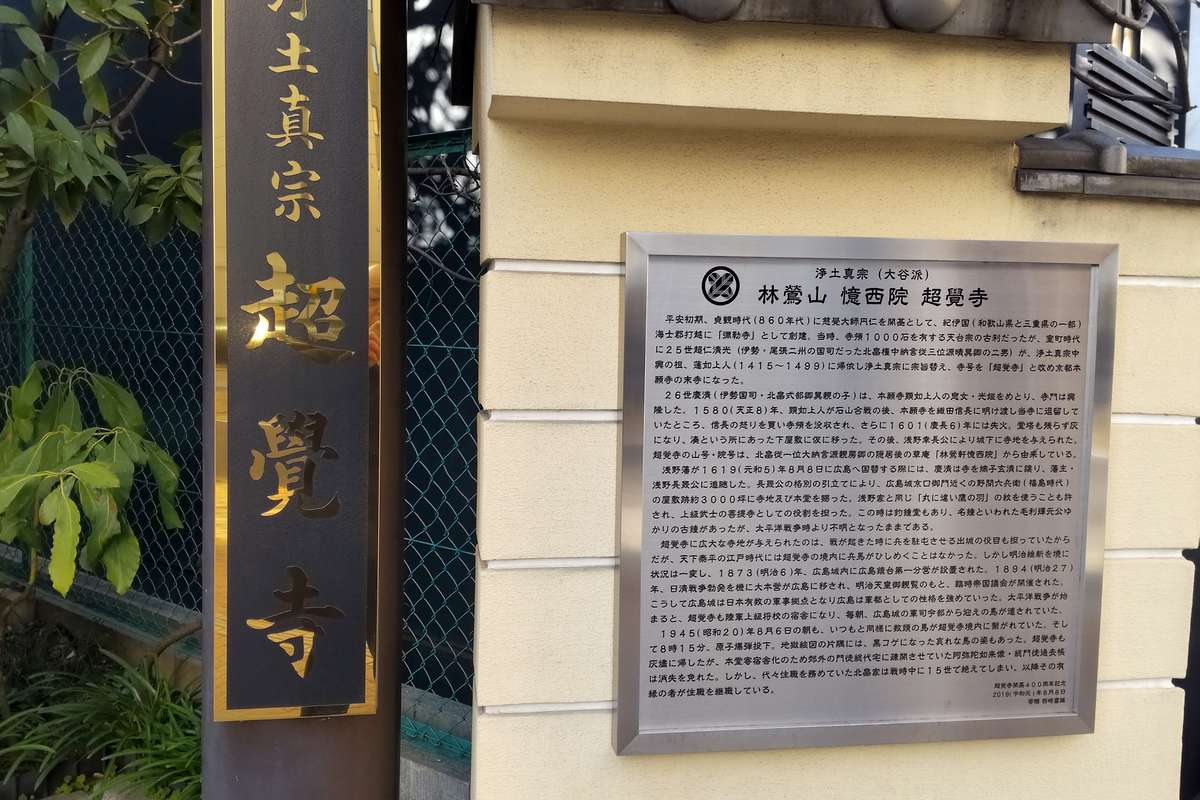 浄土真宗
超覺寺
浄土真宗（大谷派）
林鶯山 憶西院 超覺寺
平安初期、貞観時代(860年代)に慈覺大師円仁を開基として、紀伊国(和歌山県と三重県の一部)
海士郡打越に「彌勒寺」として創建。当時、寺領1000石を有する天台宗の古刹だったが、室町時代
に25世超仁済光（伊勢・尾張二州の国司だった北畠権中納言従三位源晴具卿の二男）が、浄土真宗中
興の祖、蓮如上人(1415～1499)に帰依し浄土真宗に宗旨替え、寺号を「超覺寺」と改め京都本
願寺の末寺になった。
26世慶済(伊勢国司・北畠式部卿具親の子)は、本願寺顕如上人の息女・光姫をめとり、寺門は興
隆した。1580(天正8)年、顕如上人が石山合戦の後、本願寺を織田信長に明け渡し当寺に逗留して
いたところ、信長の怒りを買い寺領を没収され、さらに1601(慶長6)年には失火。堂塔も残らず灰
になり、湊という所にあった下屋敷に仮に移った。その後、浅野幸長公により城下に寺地を与えられた。
超覺寺の山号・院号は、北畠従一位大納言源親房卿の隠居後の草庵「林鶯軒憶西院」から由来している。
浅野藩が1619(元和5)年8月8日に広島へ国替する際には、慶済は寺を嫡子玄済に譲り、藩主・
浅野長晟公に追随した。長晟公の格別の引立てにより、広島城京口御門近くの野間六兵衛(福島時代)
の屋敷跡約3000坪に寺地及び本堂を賜った。浅野家と同じ「丸に違い鷹の羽」の紋を使うことも許
され、上級武士の菩提寺としての役割を担った。この時は釣鐘堂もあり、名鐘といわれた毛利輝元公ゆ
かりの古鐘があったが、太平洋戦争時より不明となったままである。
超覺寺に広大な寺地が与えられたのは、戦が起きた時に兵を駐屯させる出城の役目も担っていたから
だが、天下泰平の江戸時代には超覺寺の境内に兵馬がひしめくことはなかった。しかし明治維新を境に
状況は一変し、1873(明治6)年、広島城内に広島鎮台第一分営が設置された。1894(明治27)
年、日清戦争勃発を機に大本営が広島に移され、明治天皇御親覧のもと、臨時帝国議会が開催された。
こうして広島城は日本有数の軍事拠点となり広島は軍都としての性格を強めていった。太平洋戦争が始
まると、超覺寺も陸軍上級将校の宿舎になり、毎朝、広島城の軍司令部から迎えの馬が遣されていた。
1945(昭和20)年8月6日の朝も、いつもと同様に数頭の馬が超覺寺境内に繋がれていた。そし
て8時15分、原子爆弾投下。地獄絵図の片隅には、黒コゲになった哀れな馬の姿もあった。超覺寺も
灰燼に帰したが、本堂寄宿舎化のため郊外の門徒総代宅に疎開させていた阿弥陀如来像・総門徒過去帳
は消失を免れた。しかし、代々住職を務めていた北畠家は戦時中に15世で絶えてしまい、以降その有
縁の者が住職を継職している。
超覺寺開基400周年記念
2019(令和元)年8月8日